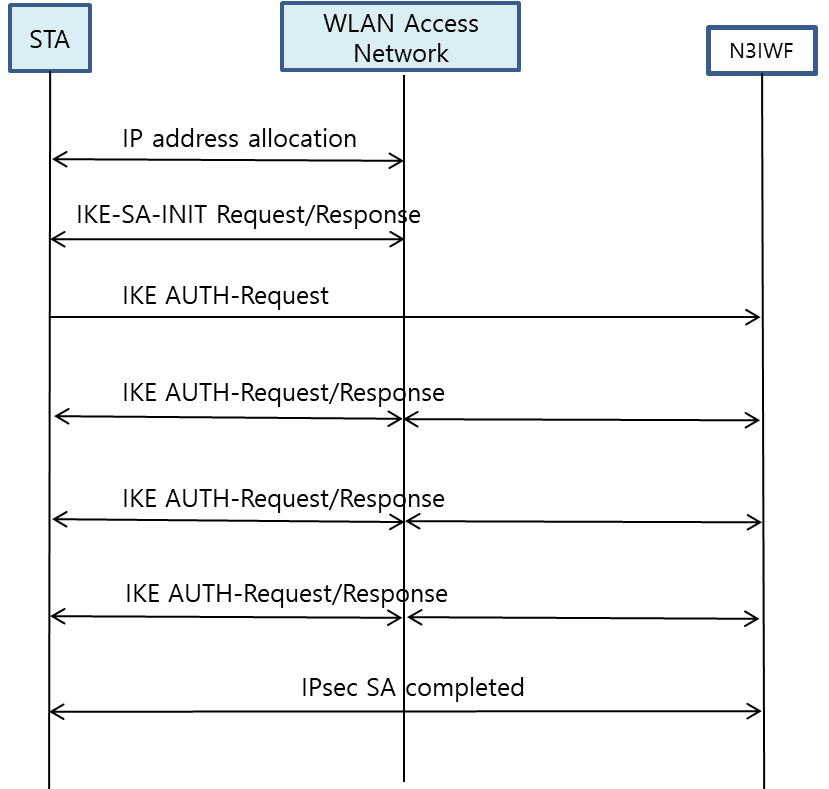 STA
WLAN Access
Network
N3IWF
IP address allocation
IKE-SA-INIT Request/Response
IKE AUTH-Request
IKE AUTH-Request/Response
IKE AUTH-Request/Response
IKE AUTH-Request/Response
IPsec SA completed